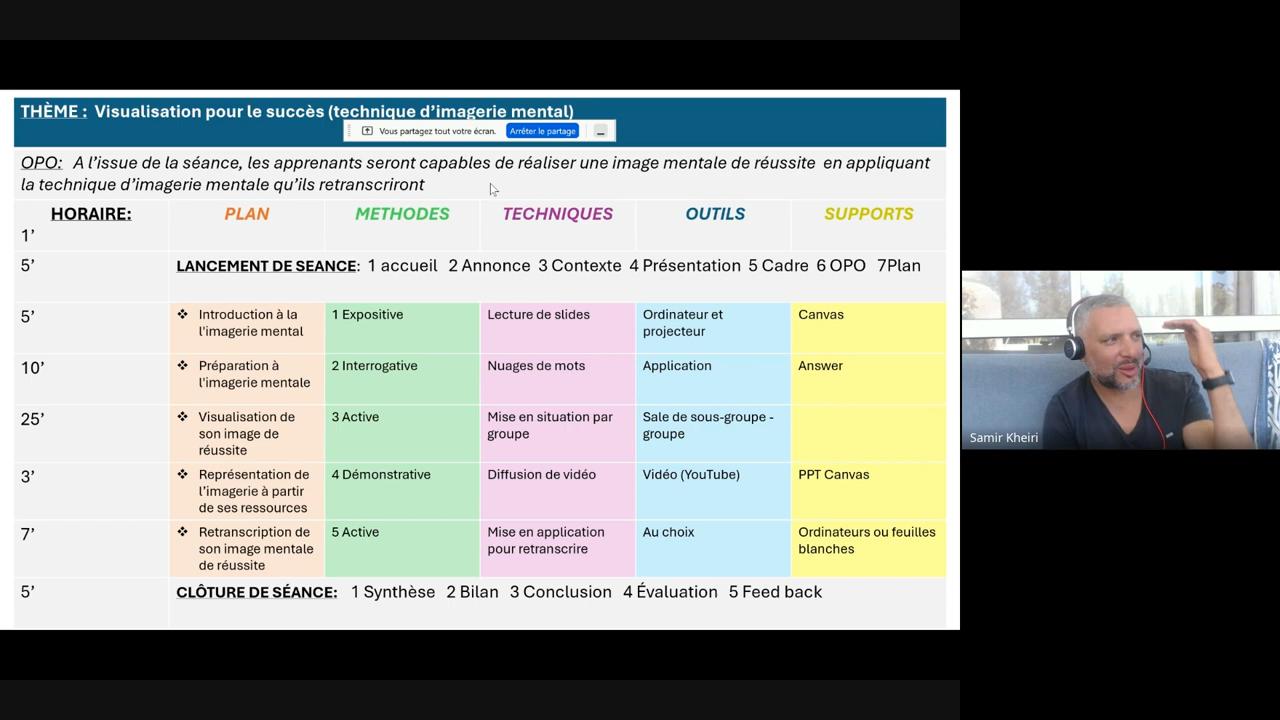 THÈME : Visualisation pour le succès (technique d’imagerie mental)
Vous partagez tout votre écran. Arrêter le partage
OPO: A l’issue de la séance, les apprenants seront capables de réaliser une image mentale de réussite en appliquant
la technique d’imagerie mentale qu’ils retranscriront
HORAIRE: PLAN METHODES TECHNIQUES OUTILS SUPPORTS
1’
5’ LANCEMENT DE SEANCE: 1 accueil 2 Annonce 3 Contexte 4 Présentation 5 Cadre 6 OPO 7Plan
5’ ❖ Introduction à la 1 Expositive Lecture de slides Ordinateur et Canvas
l'imagerie mental projecteur
10’ ❖ Préparation à 2 Interrogative Nuages de mots Application Answer
l'imagerie mentale
25’ ❖ Visualisation de 3 Active Mise en situation par Sale de sous-groupe -
son image de groupe groupe
réussite
3’ ❖ Représentation de 4 Démonstrative Diffusion de vidéo Vidéo (YouTube) PPT Canvas
l’imagerie à partir
de ses ressources
7’ ❖ Retranscription de 5 Active Mise en application Au choix Ordinateurs ou feuilles
son image mentale pour retranscrire blanches
de réussite
5’ CLÔTURE DE SÉANCE: 1 Synthèse 2 Bilan 3 Conclusion 4 Évaluation 5 Feed back
Samir Kheiri